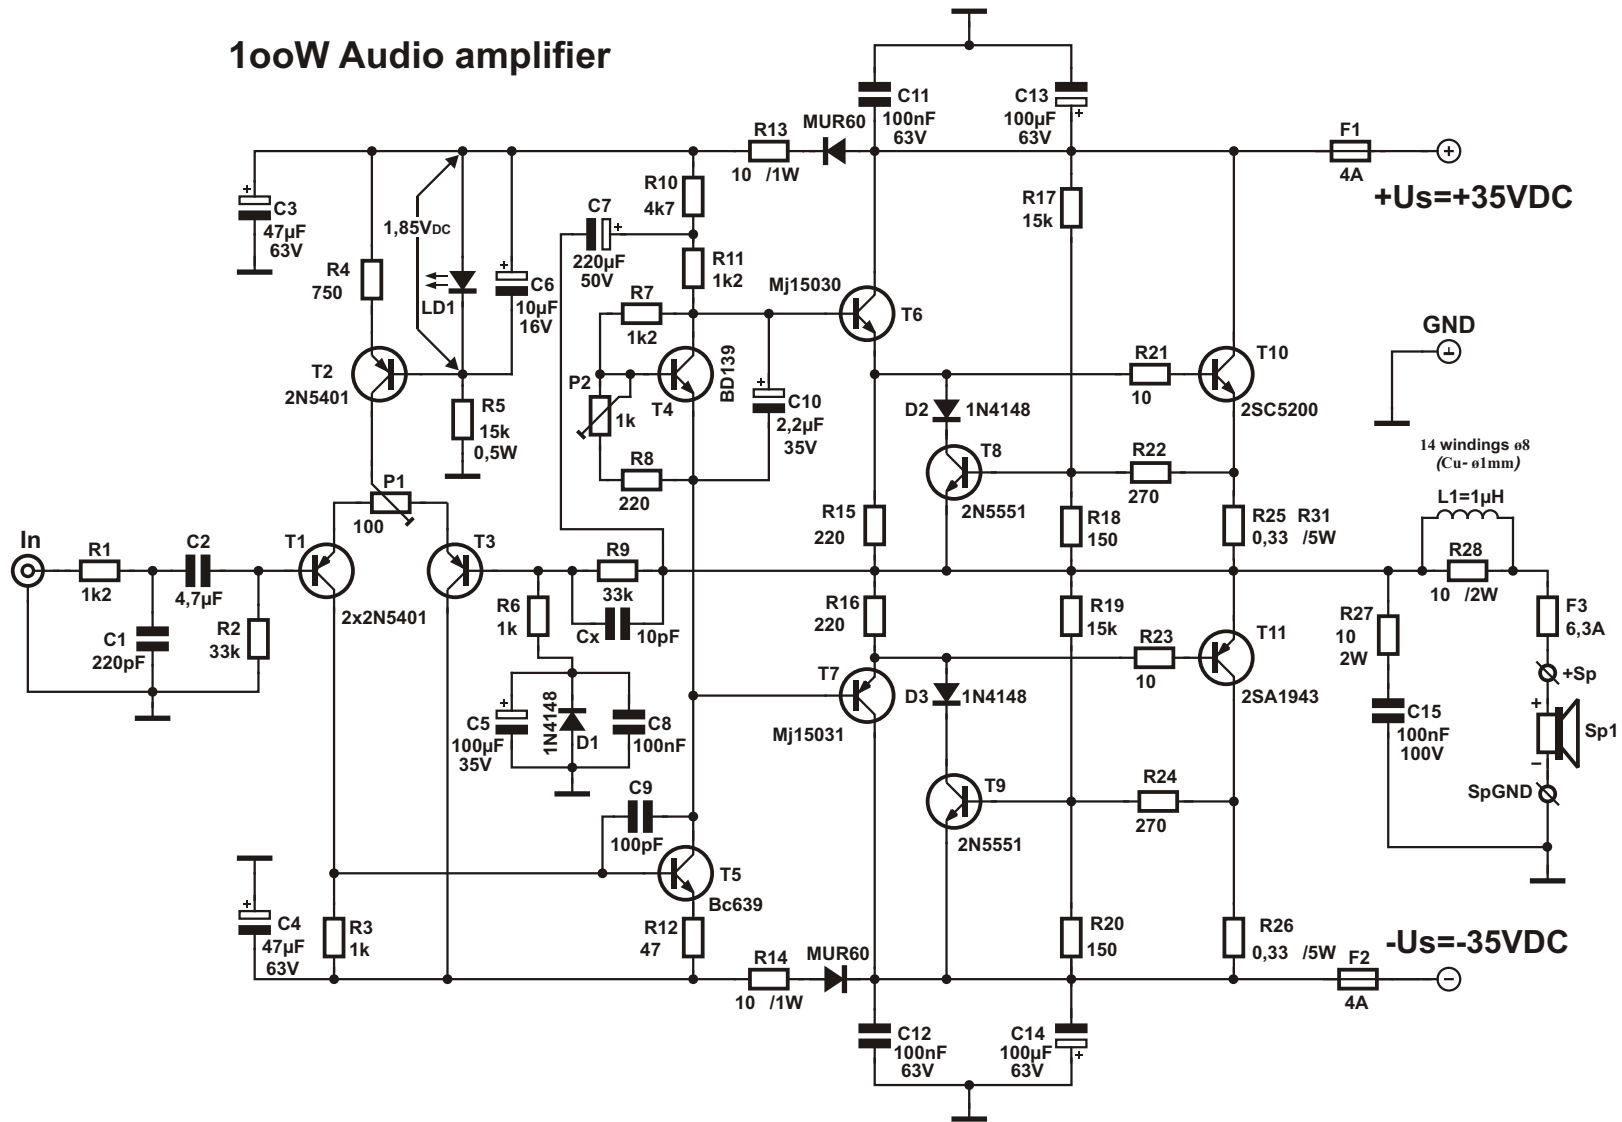 1ooW Audio amplifier
C11
100nF
63V
C13
100µF
63V
MUR60
R13
10 /1W
F1
4A
+Us=+35VDC
C3
47µF
63V
1,85VDC
R4
750
LD1
C6
10µF
16V
C7
220µF
50V
R10
4k7
R11
1k2
R17
15k
Mj15030
T6
R7
1k2
T2
2N5401
P2
1k
T4
BD139
C10
2,2µF
35V
R5
15k
0,5W
R8
220
GND
R21
10
T10
2SC5200
D2
1N4148
T8
2N5551
R22
270
14 windings ø8
(Cu- ø1mm)
L1=1µH
P1
100
R15
220
R18
150
R25 R31
0,33 /5W
In
R1
1k2
C2
4,7µF
T1
T3
2x2N5401
R9
33k
R28
10 /2W
C1
220pF
R2
33k
R6
1k
Cx
10pF
R16
220
R19
15k
R23
10
T11
2SA1943
R27
10
2W
F3
6,3A
+Sp
T7
Mj15031
D3
1N4148
C5
100µF
35V
1N4148
D1
C8
100nF
C15
100nF
100V
+
−
Sp1
SpGND
C9
100pF
T9
2N5551
R24
270
T5
Bc639
C4
47µF
63V
R3
1k
R12
47
R20
150
R26
0,33 /5W
-Us=-35VDC
R14
10 /1W
MUR60
F2
4A
C12
100nF
63V
C14
100µF
63V